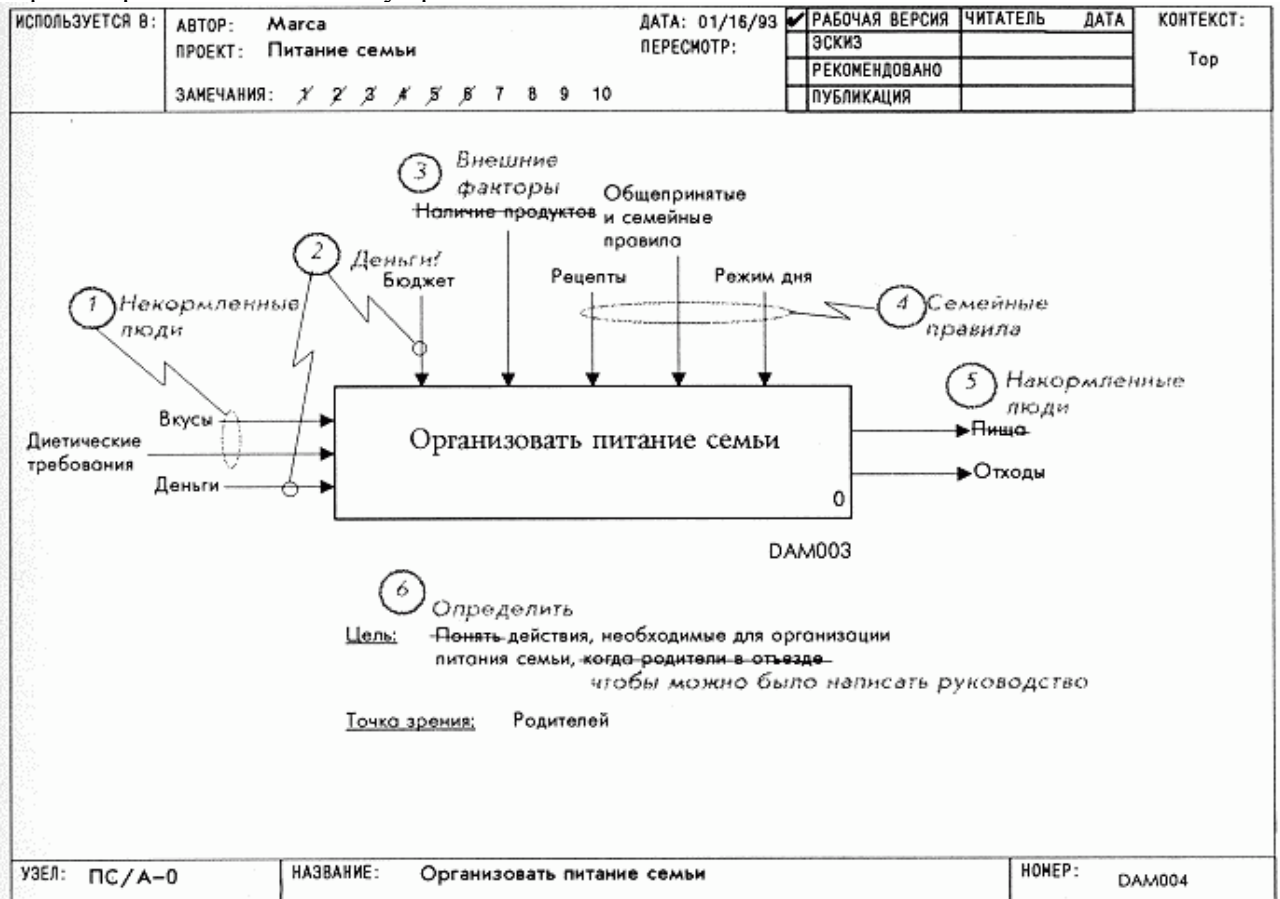 ИСПОЛЬЗУЕТСЯ В:
АВТОР: Marca
ДАТА: 01/16/93
ПРОЕКТ: Питание семьи
ПЕРЕСМОТР:
ЗАМЕЧАНИЯ: 1 2 3 4 5 6 7 8 9 10
✔ РАБОЧАЯ ВЕРСИЯ
ЭСКИЗ
РЕКОМЕНДОВАНО
ПУБЛИКАЦИЯ
ЧИТАТЕЛЬ ДАТА
КОНТЕКСТ:
Top
3 Внешние
факторы
Наличие продуктов
Общепринятые
и семейные
правила
2 Деньги?
Бюджет
Рецепты
Режим дня
1 Некормленные
люди
4 Семейные
правила
5 Накормленные
люди
Вкусы
Диетические
требования
Деньги
Организовать питание семьи
0
Пища
Отходы
DAM003
6
Определить
Цель: Понять действия, необходимые для организации
питания семьи, когда родители в отъезде
чтобы можно было написать руководство
Точка зрения: Родителей
УЗЕЛ: ПС/А-0
НАЗВАНИЕ: Организовать питание семьи
НОМЕР: DAM004